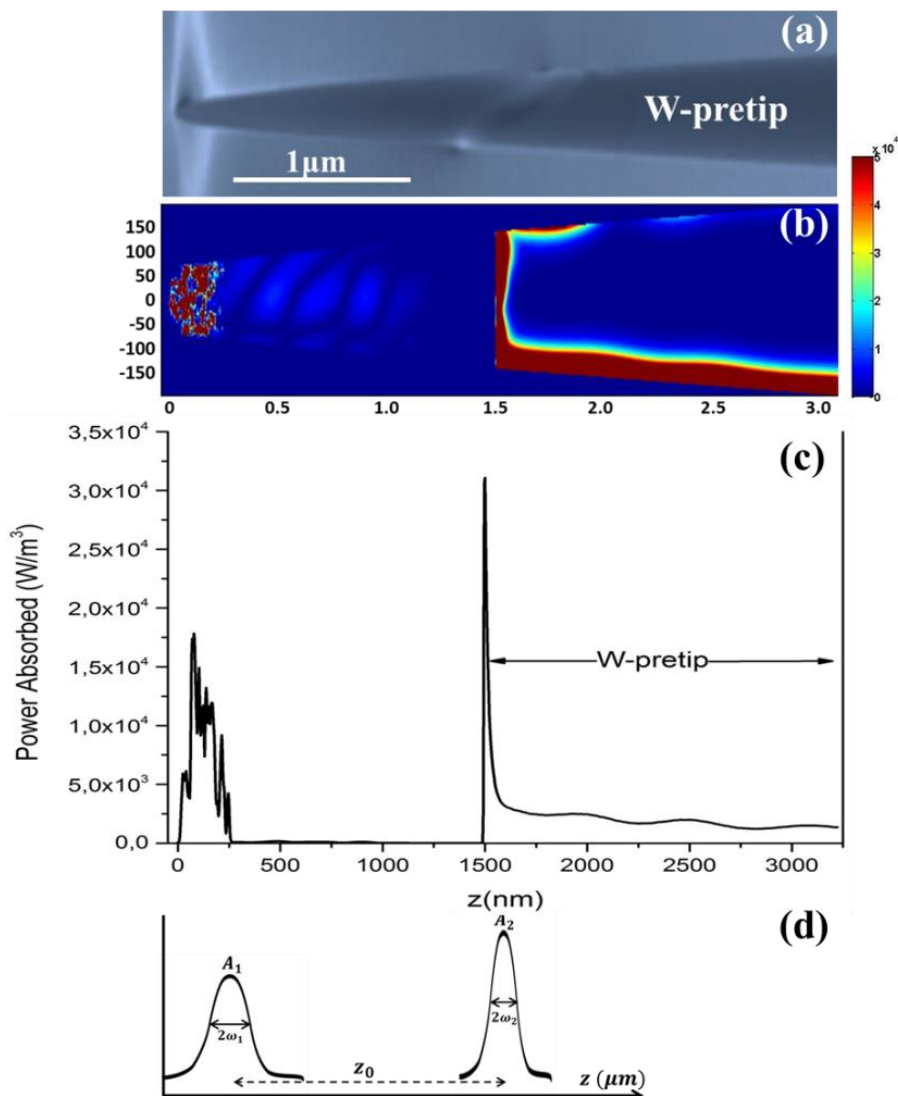 (a)
W-pretip
1µm
x 10⁴
(b)
150
100
50
0
-50
-100
-150
5
4
3
2
1
0
0 0.5 1.0 1.5 2.0 2.5 3.0
(c)
3,5x10⁴
3,0x10⁴
2,5x10⁴
2,0x10⁴
1,5x10⁴
1,0x10⁴
5,0x10³
0,0
Power Absorbed (W/m³)
W-pretip
0 500 1000 1500 2000 2500 3000
z(nm)
(d)
A₁ A₂
2ω₁ 2ω₂
z₀
z (µm)